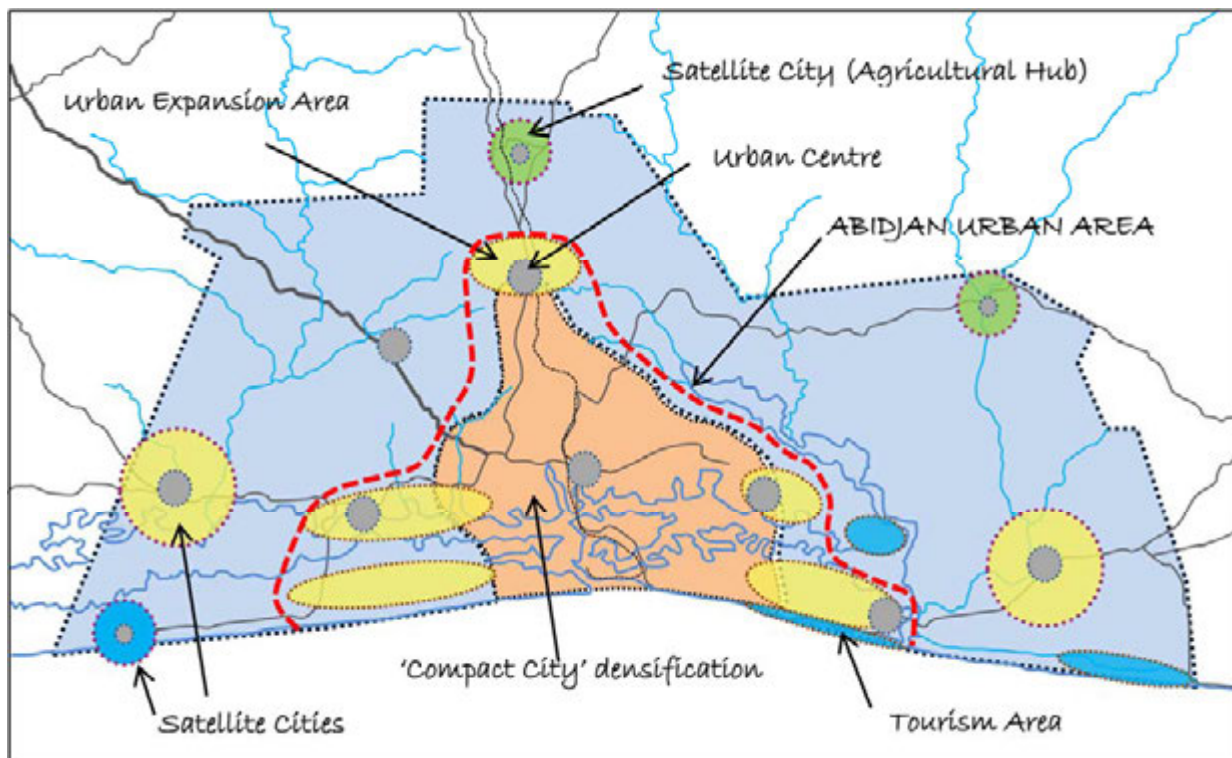 Satellite City (Agricultural Hub)
Urban Expansion Area
Urban Centre
ABIDJAN URBAN AREA
'Compact City' densification
Satellite Cities
Tourism Area